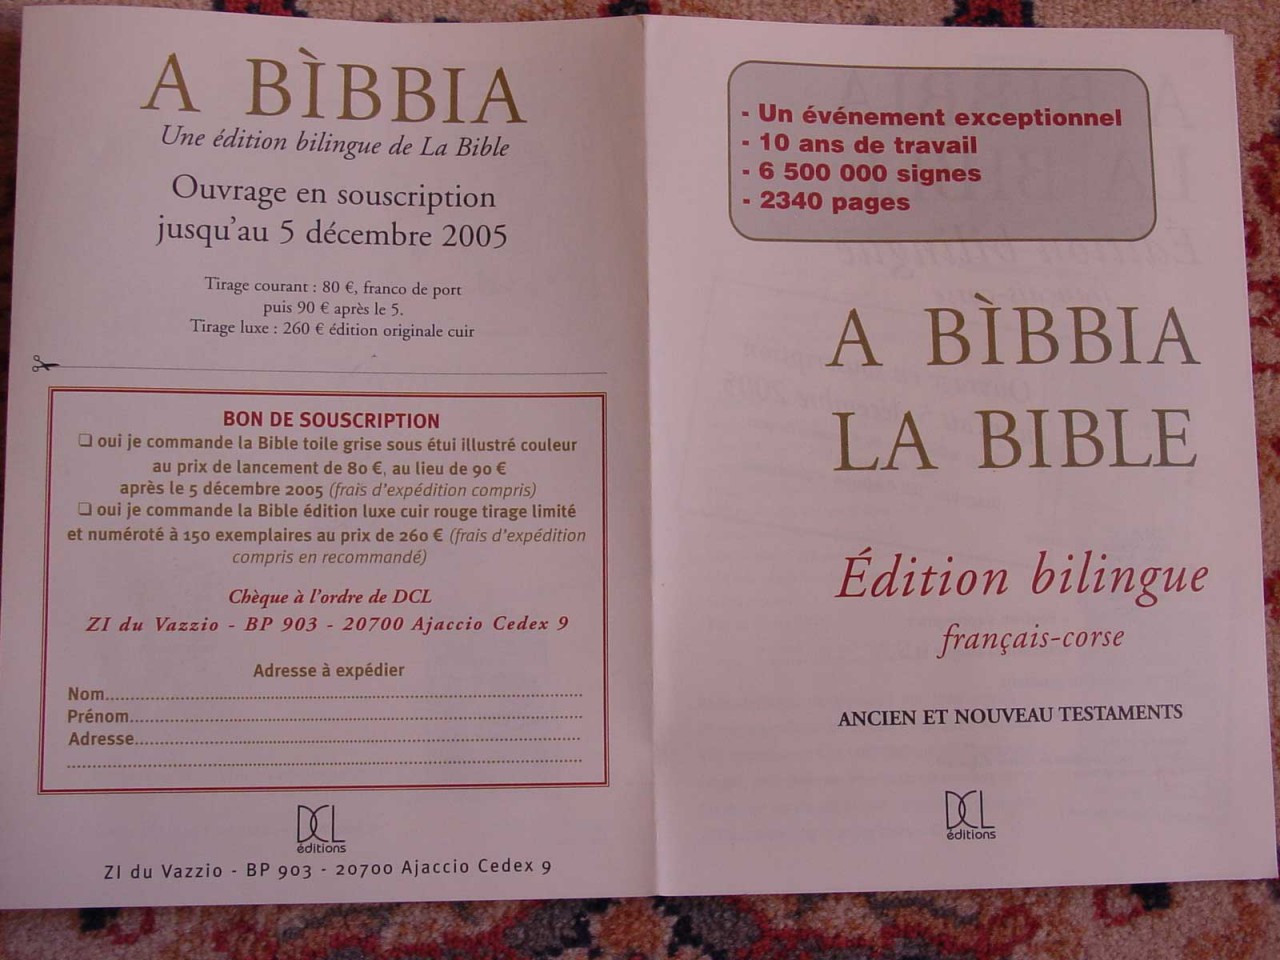 A BÌBBIA
Une édition bilingue de La Bible
Ouvrage en souscription
jusqu'au 5 décembre 2005
Tirage courant : 80 €, franco de port
puis 90 € après le 5.
Tirage luxe : 260 € édition originale cuir
BON DE SOUSCRIPTION
❏ oui je commande la Bible toile grise sous étui illustré couleur
au prix de lancement de 80 €, au lieu de 90 €
après le 5 décembre 2005 (frais d'expédition compris)
❏ oui je commande la Bible édition luxe cuir rouge tirage limité
et numéroté à 150 exemplaires au prix de 260 € (frais d'expédition
compris en recommandé)
Chèque à l'ordre de DCL
ZI du Vazzio - BP 903 - 20700 Ajaccio Cedex 9
Adresse à expédier
Nom
Prénom
Adresse
DCL
éditions
ZI du Vazzio - BP 903 - 20700 Ajaccio Cedex 9
- Un événement exceptionnel
- 10 ans de travail
- 6 500 000 signes
- 2340 pages
A BÌBBIA
LA BIBLE
Édition bilingue
français-corse
ANCIEN ET NOUVEAU TESTAMENTS
DCL
éditions